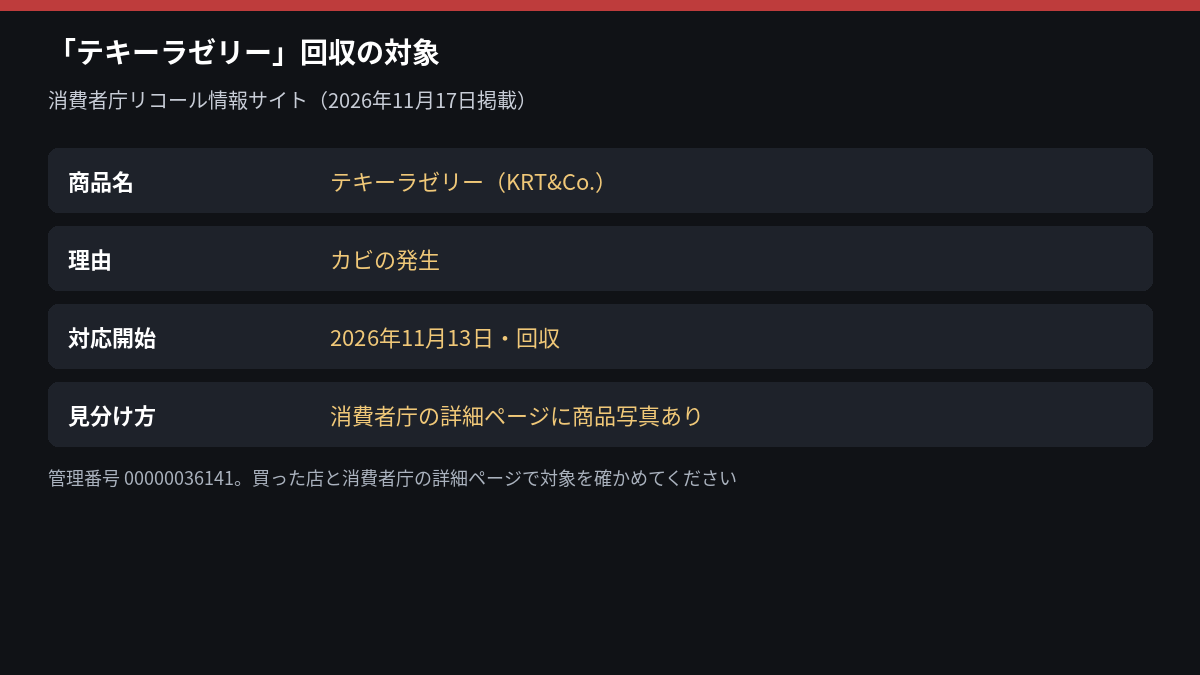 「テキーラゼリー」回収の対象
消費者庁リコール情報サイト（2026年11月17日掲載）
商品名 テキーラゼリー（KRT&Co.）
理由 カビの発生
対応開始 2026年11月13日・回収
見分け方 消費者庁の詳細ページに商品写真あり
管理番号 00000036141。買った店と消費者庁の詳細ページで対象を確かめてください